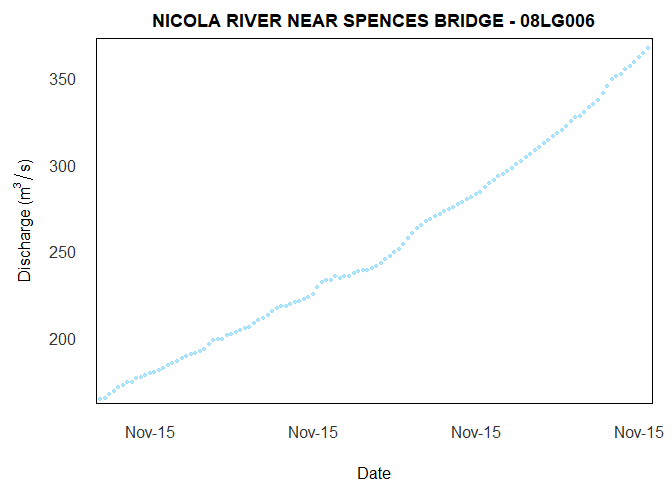 NICOLA RIVER NEAR SPENCES BRIDGE - 08LG006
350
300
250
200
Discharge (m³ / s)
Nov-15 Nov-15 Nov-15 Nov-15
Date